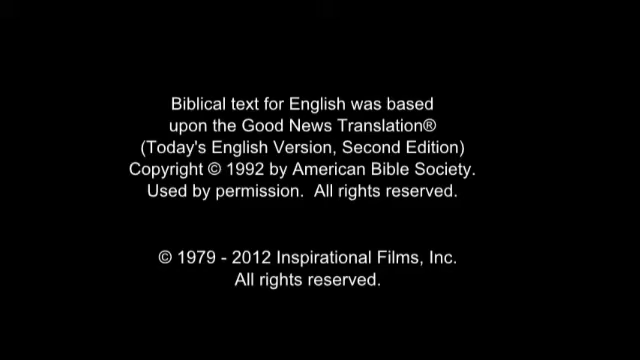 Biblical text for English was based
upon the Good News Translation®
(Today's English Version, Second Edition)
Copyright © 1992 by American Bible Society.
Used by permission.  All rights reserved.
© 1979 - 2012 Inspirational Films, Inc.
All rights reserved.